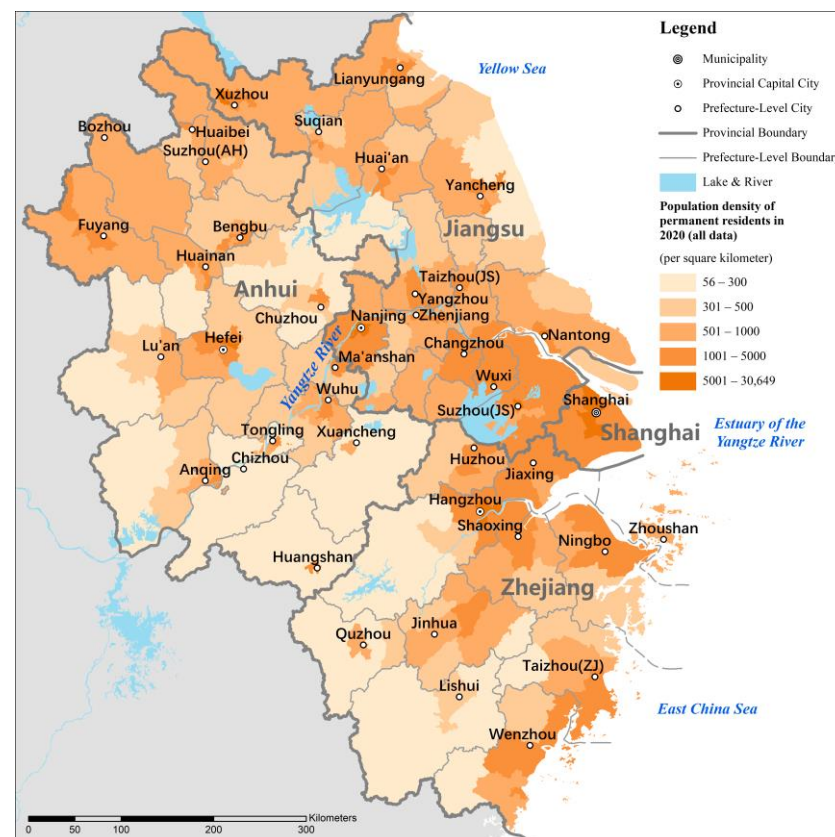 Legend
Municipality
Provincial Capital City
Prefecture-Level City
Provincial Boundary
Prefecture-Level Boundar
Lake & River
Population density of
permanent residents in
2020 (all data)
(per square kilometer)
56 – 300
301 – 500
501 – 1000
1001 – 5000
5001 – 30,649
Yellow Sea
Lianyungang
Xuzhou
Bozhou
Huaibei
Suqian
Suzhou(AH)
Huai'an
Yancheng
Fuyang
Bengbu
Jiangsu
Huainan
Taizhou(JS)
Anhui
Yangzhou
Chuzhou
Nanjing
Zhenjiang
Nantong
Hefei
Changzhou
Lu'an
Ma'anshan
Yangtze River
Wuxi
Wuhu
Shanghai
Suzhou(JS)
Shanghai
Estuary of the
Yangtze River
Tongling
Xuancheng
Chizhou
Huzhou
Anqing
Jiaxing
Hangzhou
Shaoxing
Zhoushan
Ningbo
Huangshan
Zhejiang
Quzhou
Jinhua
Taizhou(ZJ)
Lishui
East China Sea
Wenzhou
Kilometers
0 50 100 200 300